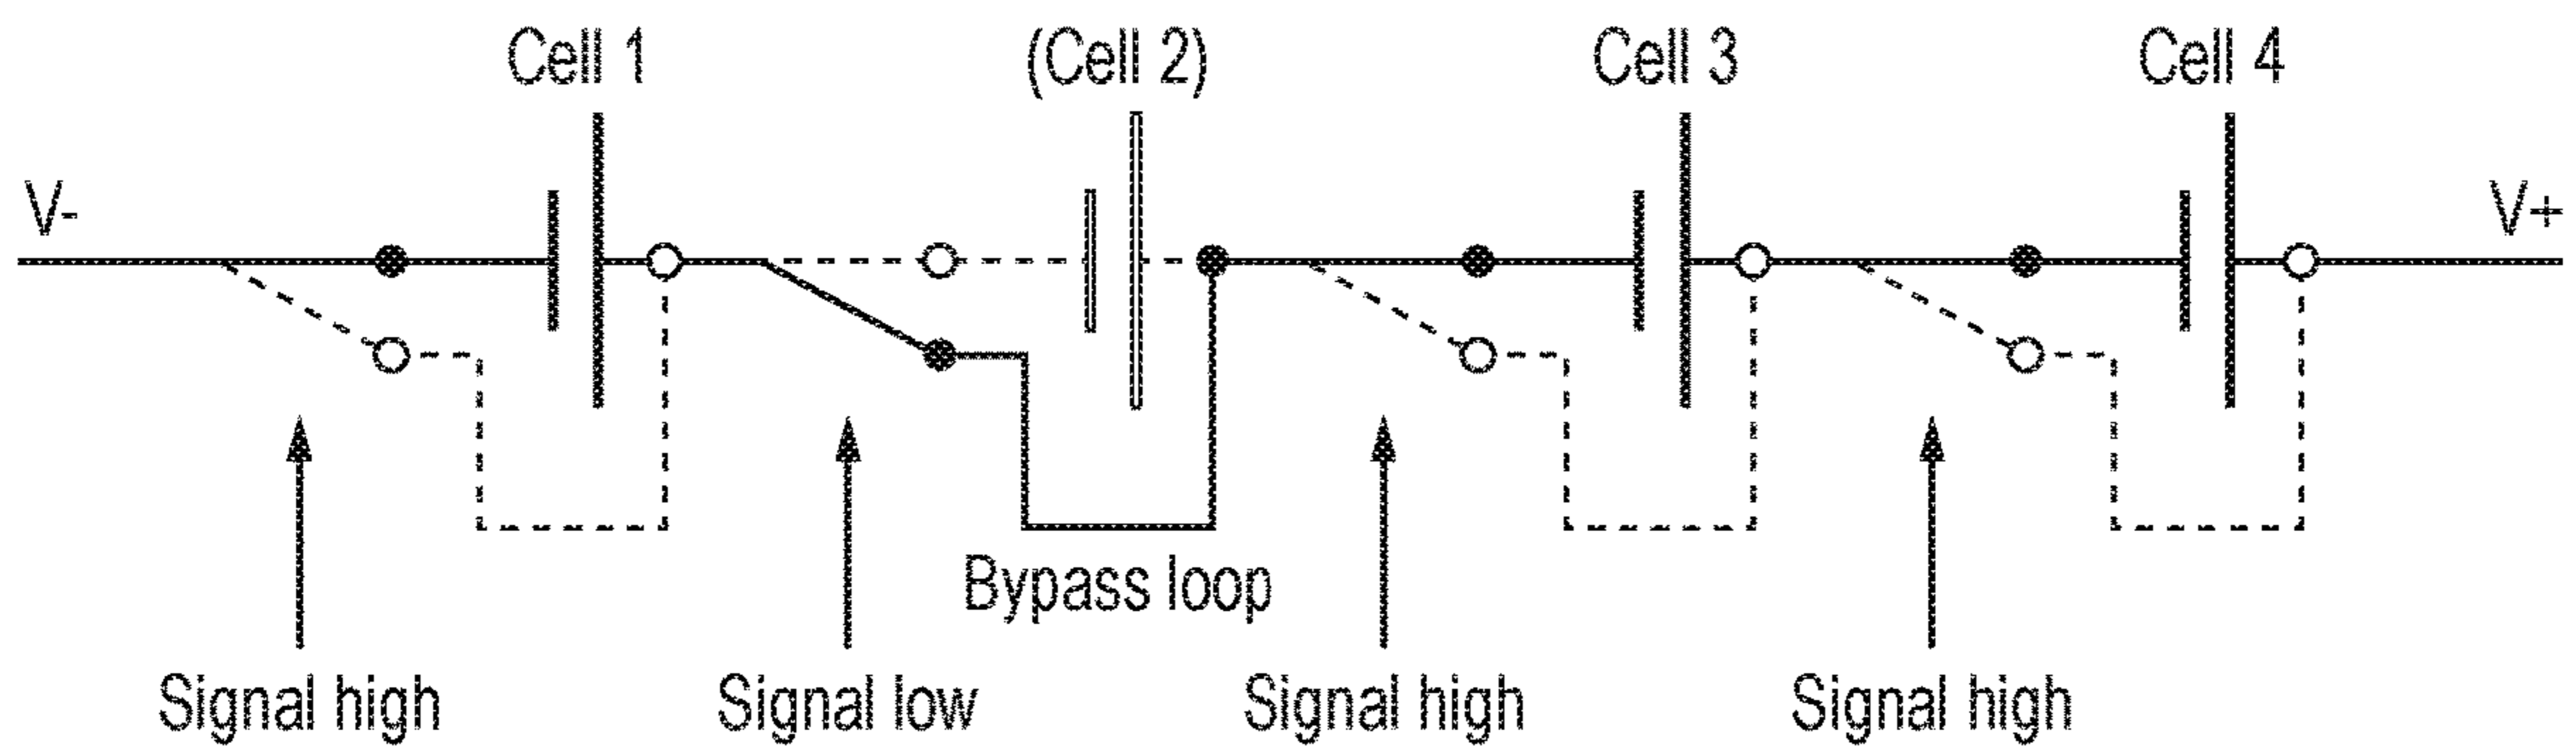 Cell 1
(Cell 2)
Cell 3
Cell 4
V-
V+
Bypass loop
Signal high
Signal low
Signal high
Signal high